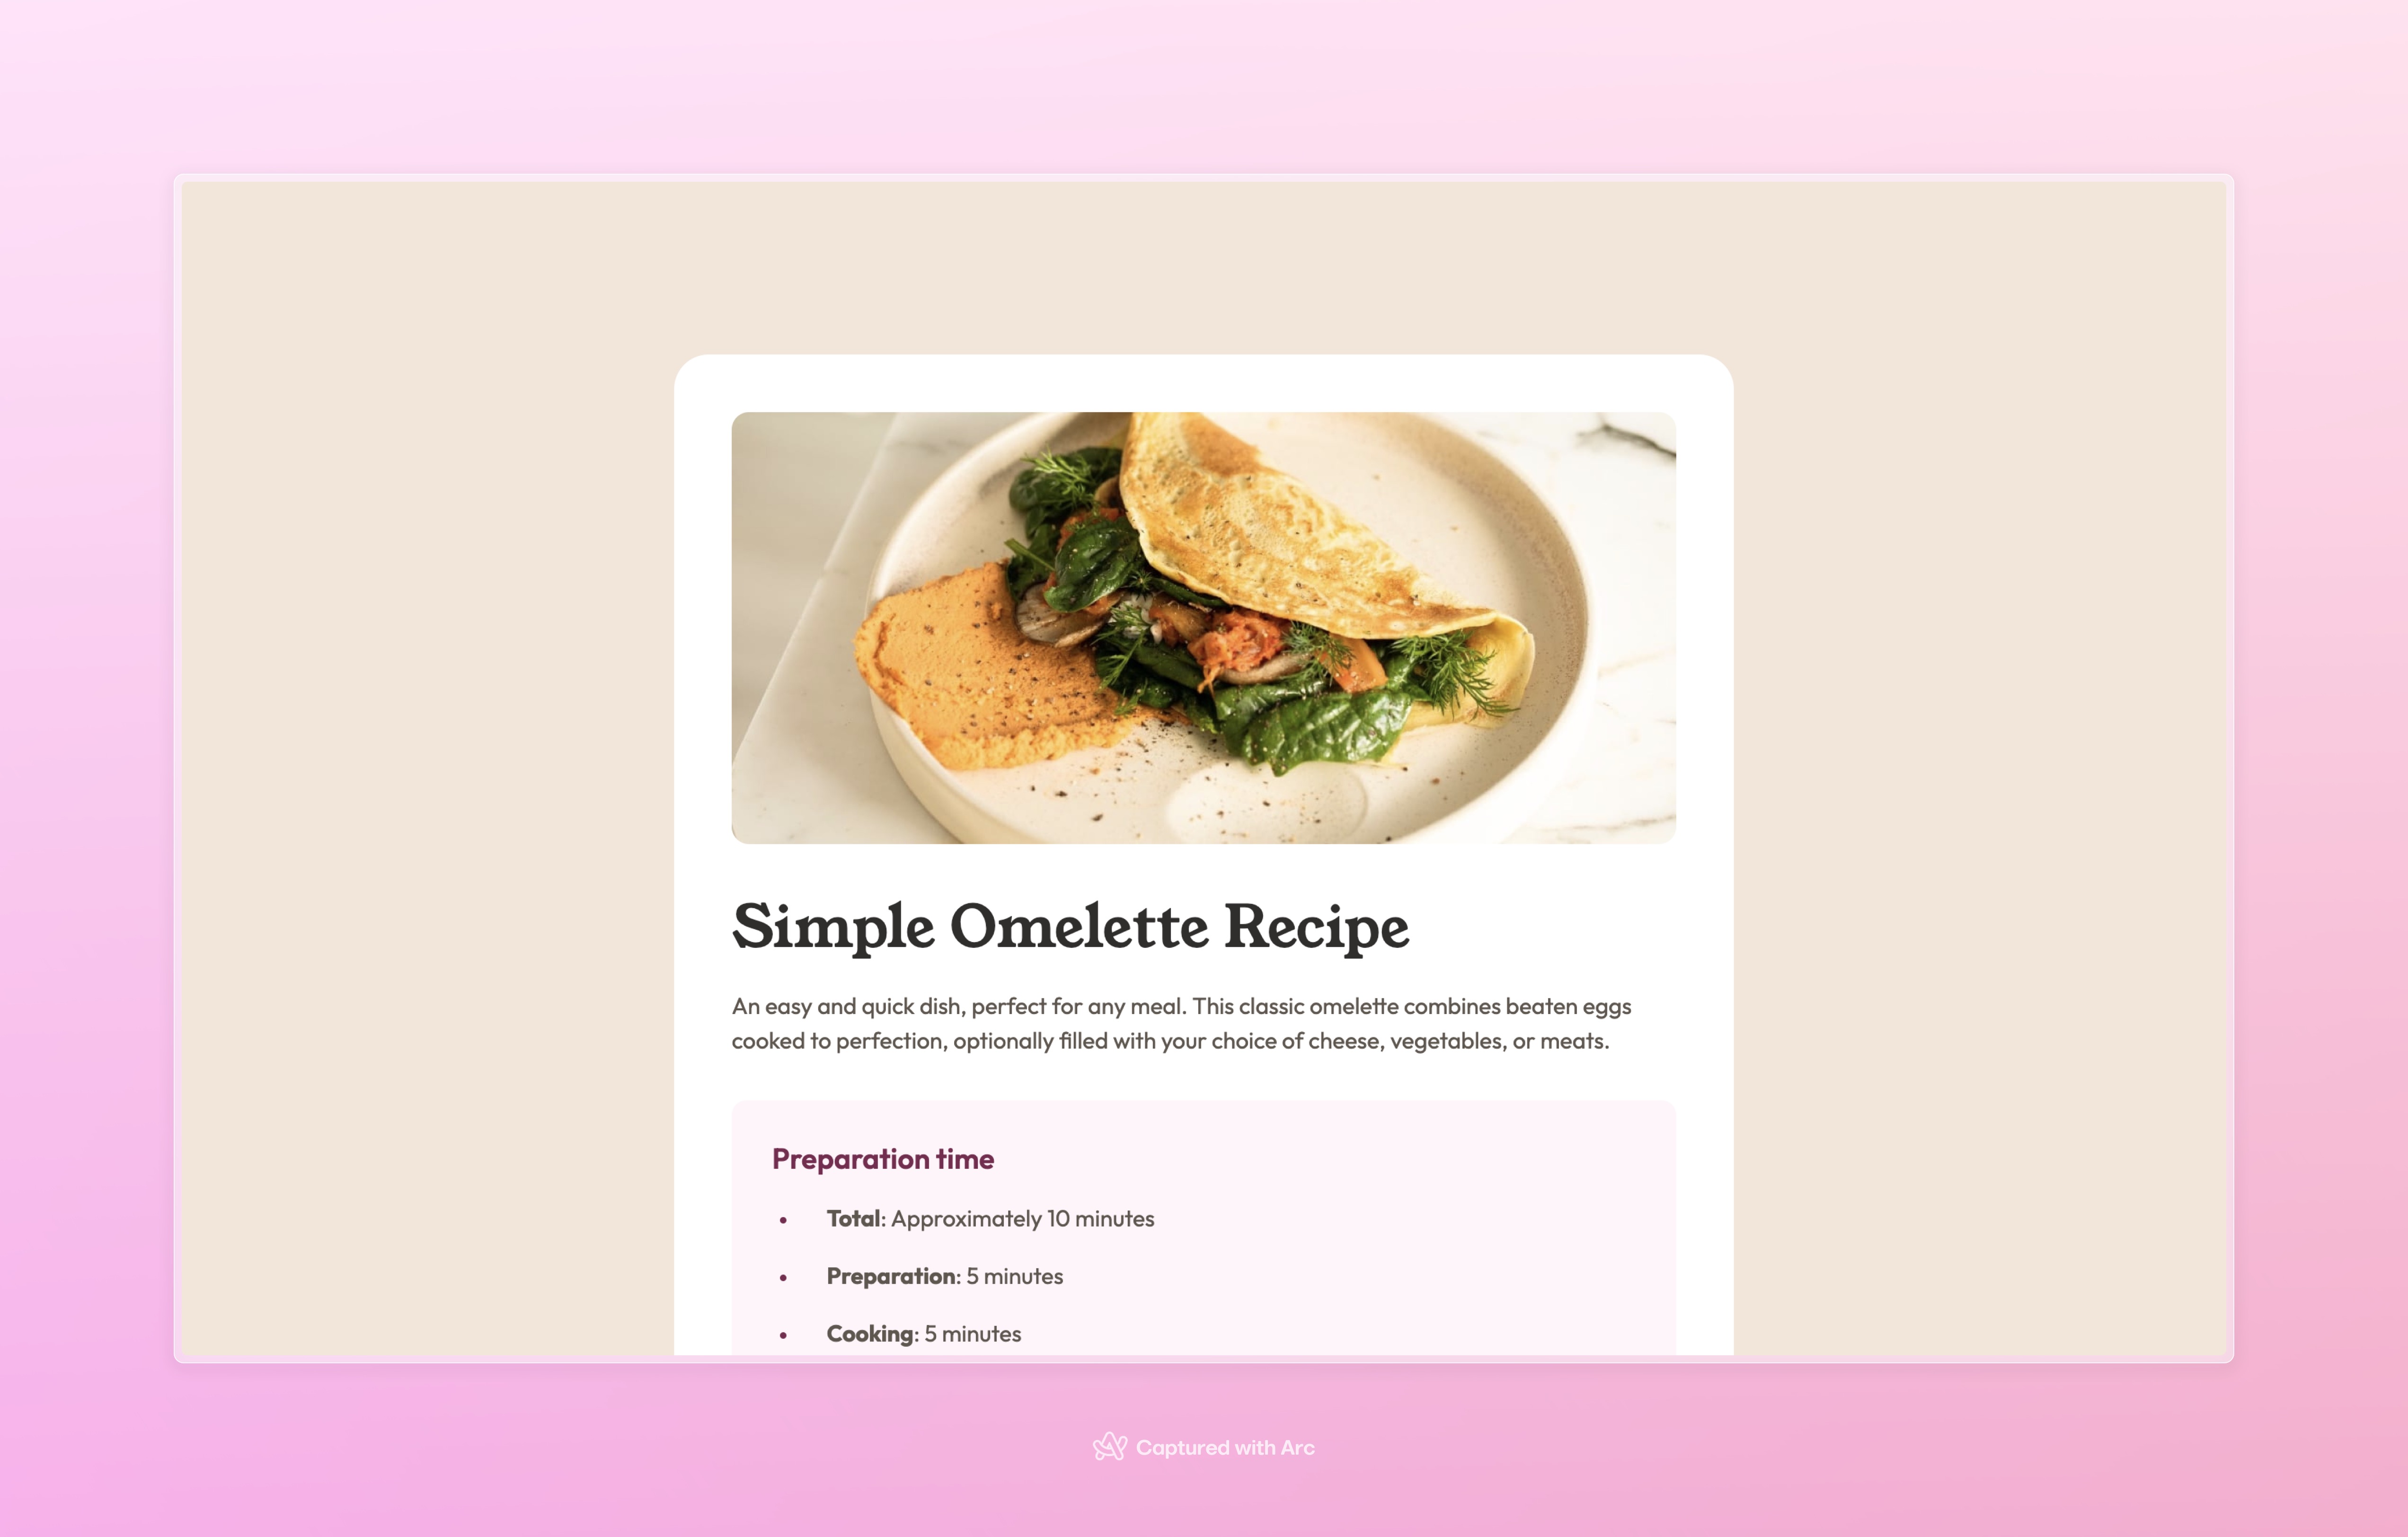 Simple Omelette Recipe
An easy and quick dish, perfect for any meal. This classic omelette combines beaten eggs
cooked to perfection, optionally filled with your choice of cheese, vegetables, or meats.
Preparation time
• Total: Approximately 10 minutes
• Preparation: 5 minutes
• Cooking: 5 minutes
Captured with Arc